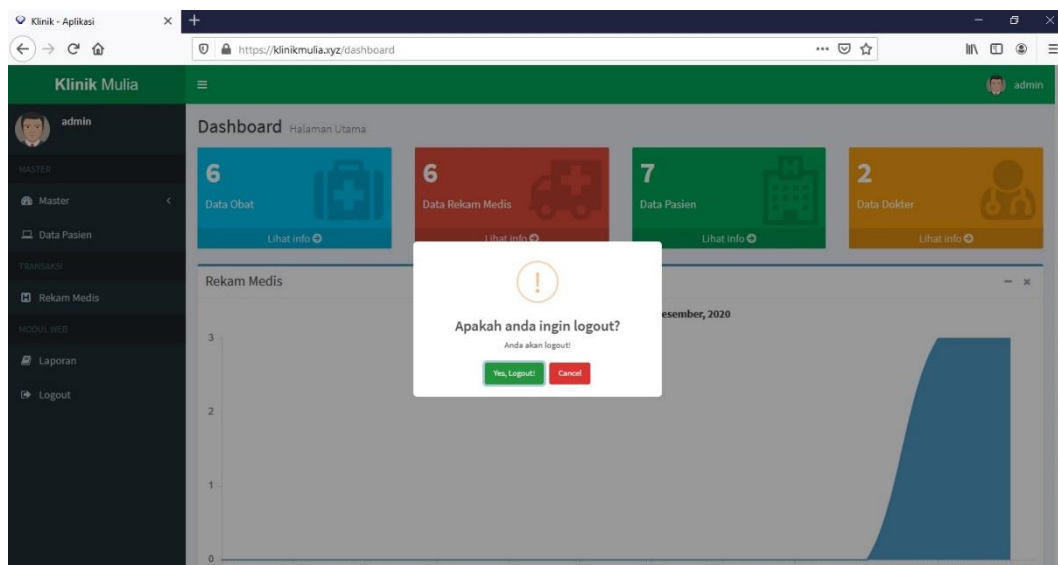 Klinik - Aplikasi
https://klinikmulia.xyz/dashboard
Klinik Mulia
admin
admin
MASTER
Master
Data Pasien
TRANSAKSI
Rekam Medis
MODUL WEB
Laporan
Logout
Dashboard Halaman Utama
6
Data Obat
Lihat info
6
Data Rekam Medis
Lihat info
7
Data Pasien
Lihat info
2
Data Dokter
Lihat info
Rekam Medis
esember, 2020
3
2
1
0
Apakah anda ingin logout?
Anda akan logout!
Yes, Logout!
Cancel